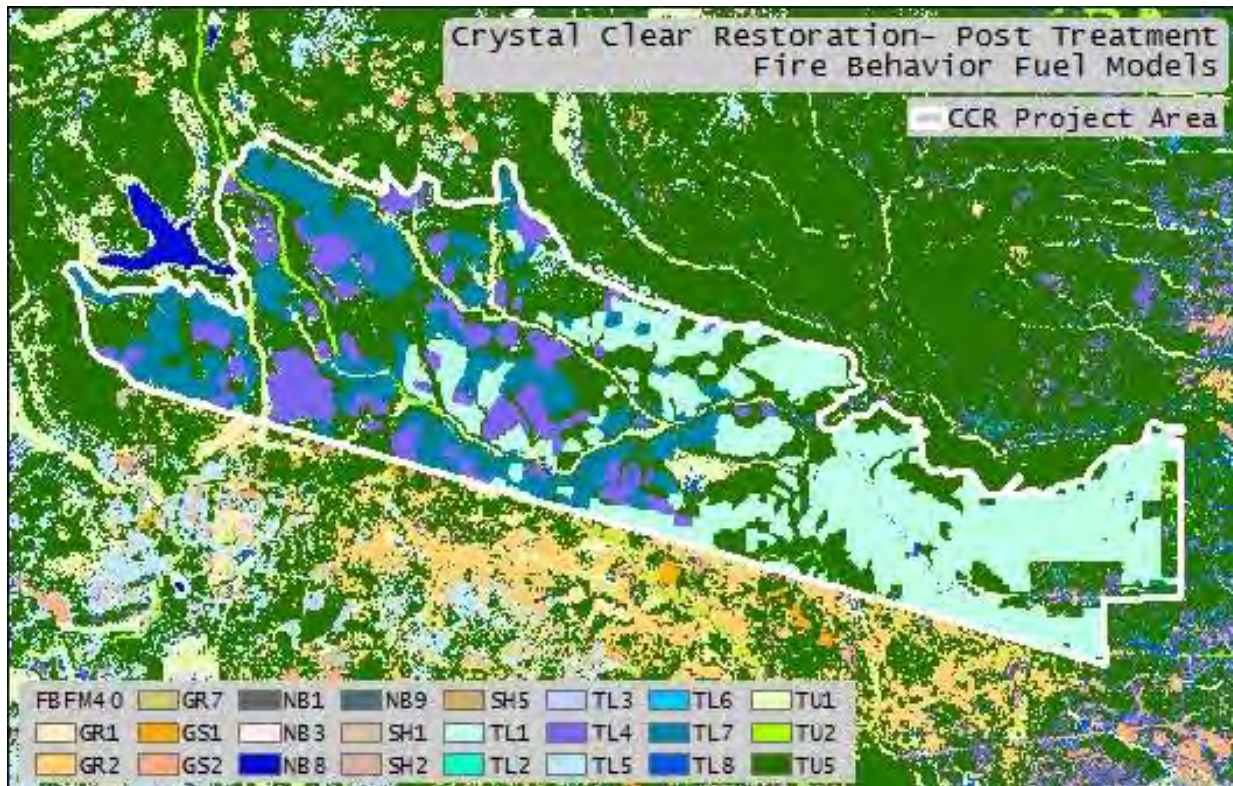 Crystal Clear Restoration- Post Treatment
Fire Behavior Fuel Models
CCR Project Area
FBFM40 GR7 NB1 NB9 SH5 TL3 TL6 TU1
GR1 GS1 NB3 SH1 TL1 TL4 TL7 TU2
GR2 GS2 NB8 SH2 TL2 TL5 TL8 TU5